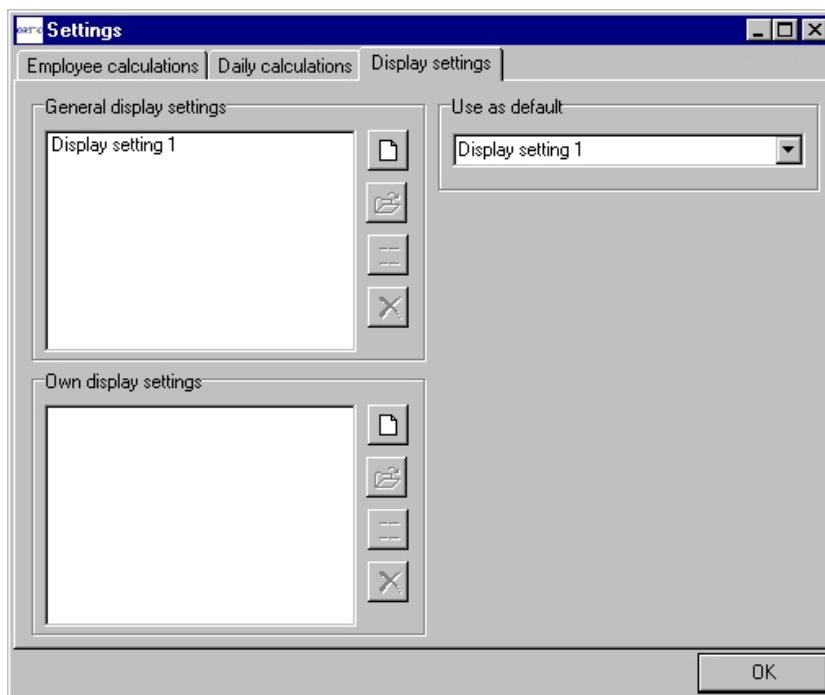 Settings
Employee calculations
Daily calculations
Display settings
General display settings
Display setting 1
Use as default
Display setting 1
Own display settings
OK